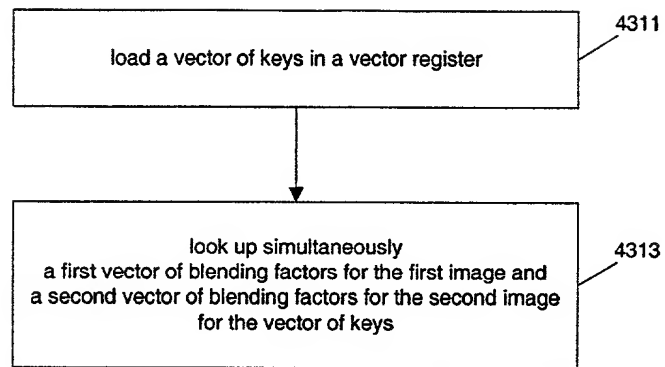 4311
load a vector of keys in a vector register
4313
look up simultaneously
a first vector of blending factors for the first image and
a second vector of blending factors for the second image
for the vector of keys